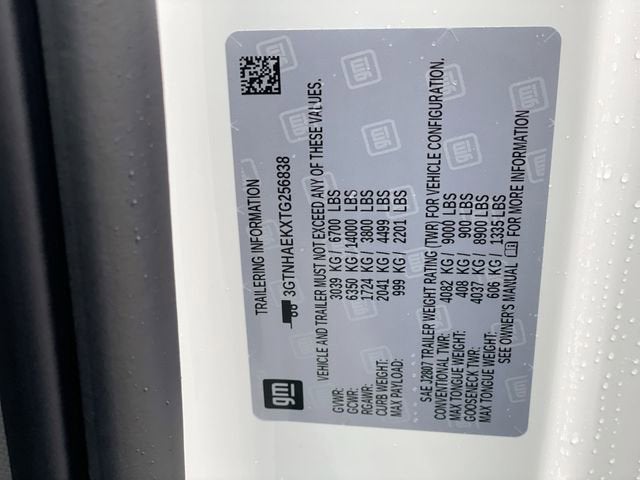 gm
TRAILERING INFORMATION
3GTNHAEKXTG256838
VEHICLE AND TRAILER MUST NOT EXCEED ANY OF THESE VALUES.
GVWR: 3039 KG / 6700 LBS
GCWR: 6350 KG / 14000 LBS
RGAWR: 1724 KG / 3800 LBS
CURB WEIGHT: 2041 KG / 4499 LBS
MAX PAYLOAD: 999 KG / 2201 LBS
SAE J2807 TRAILER WEIGHT RATING (TWR) FOR VEHICLE CONFIGURATION.
CONVENTIONAL TWR: 4082 KG / 9000 LBS
MAX TONGUE WEIGHT: 408 KG / 900 LBS
GOOSENECK TWR: 4037 KG / 8900 LBS
MAX TONGUE WEIGHT: 606 KG / 1335 LBS
SEE OWNER'S MANUAL FOR MORE INFORMATION